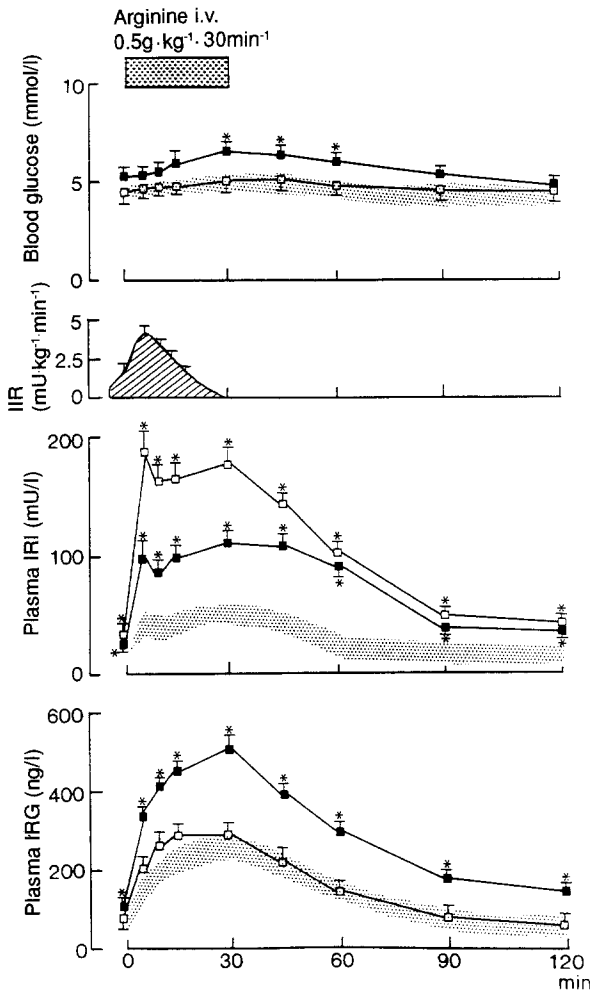 Arginine i.v.
0.5g·kg⁻¹·30min⁻¹
Blood glucose (mmol/l)
10
5
0
IIR
(mU·kg⁻¹·min⁻¹)
5
2.5
0
Plasma IRI (mU/l)
200
100
0
Plasma IRG (ng/l)
600
400
200
0
0 30 60 90 120
min